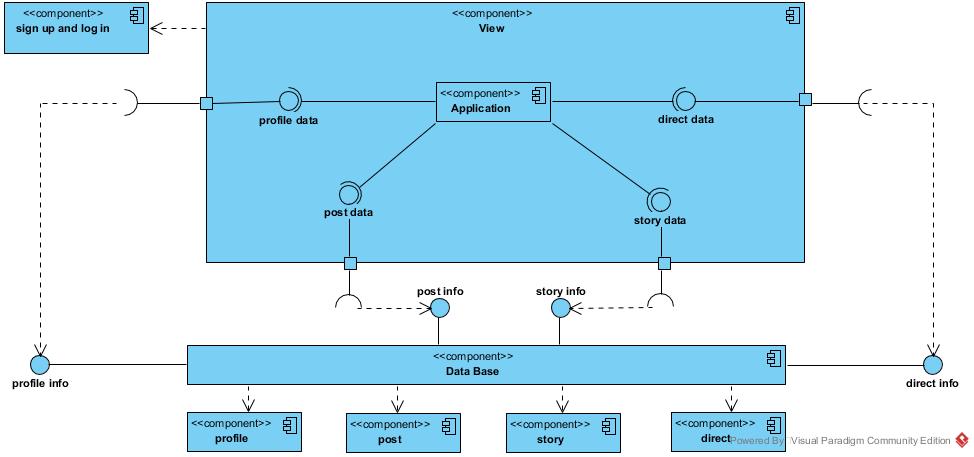 <<component>>
sign up and log in
<<component>>
View
<<component>>
Application
profile data
direct data
post data
story data
post info
story info
<<component>>
Data Base
profile info
direct info
<<component>>
profile
<<component>>
post
<<component>>
story
<<component>>
direct
Powered By Visual Paradigm Community Edition